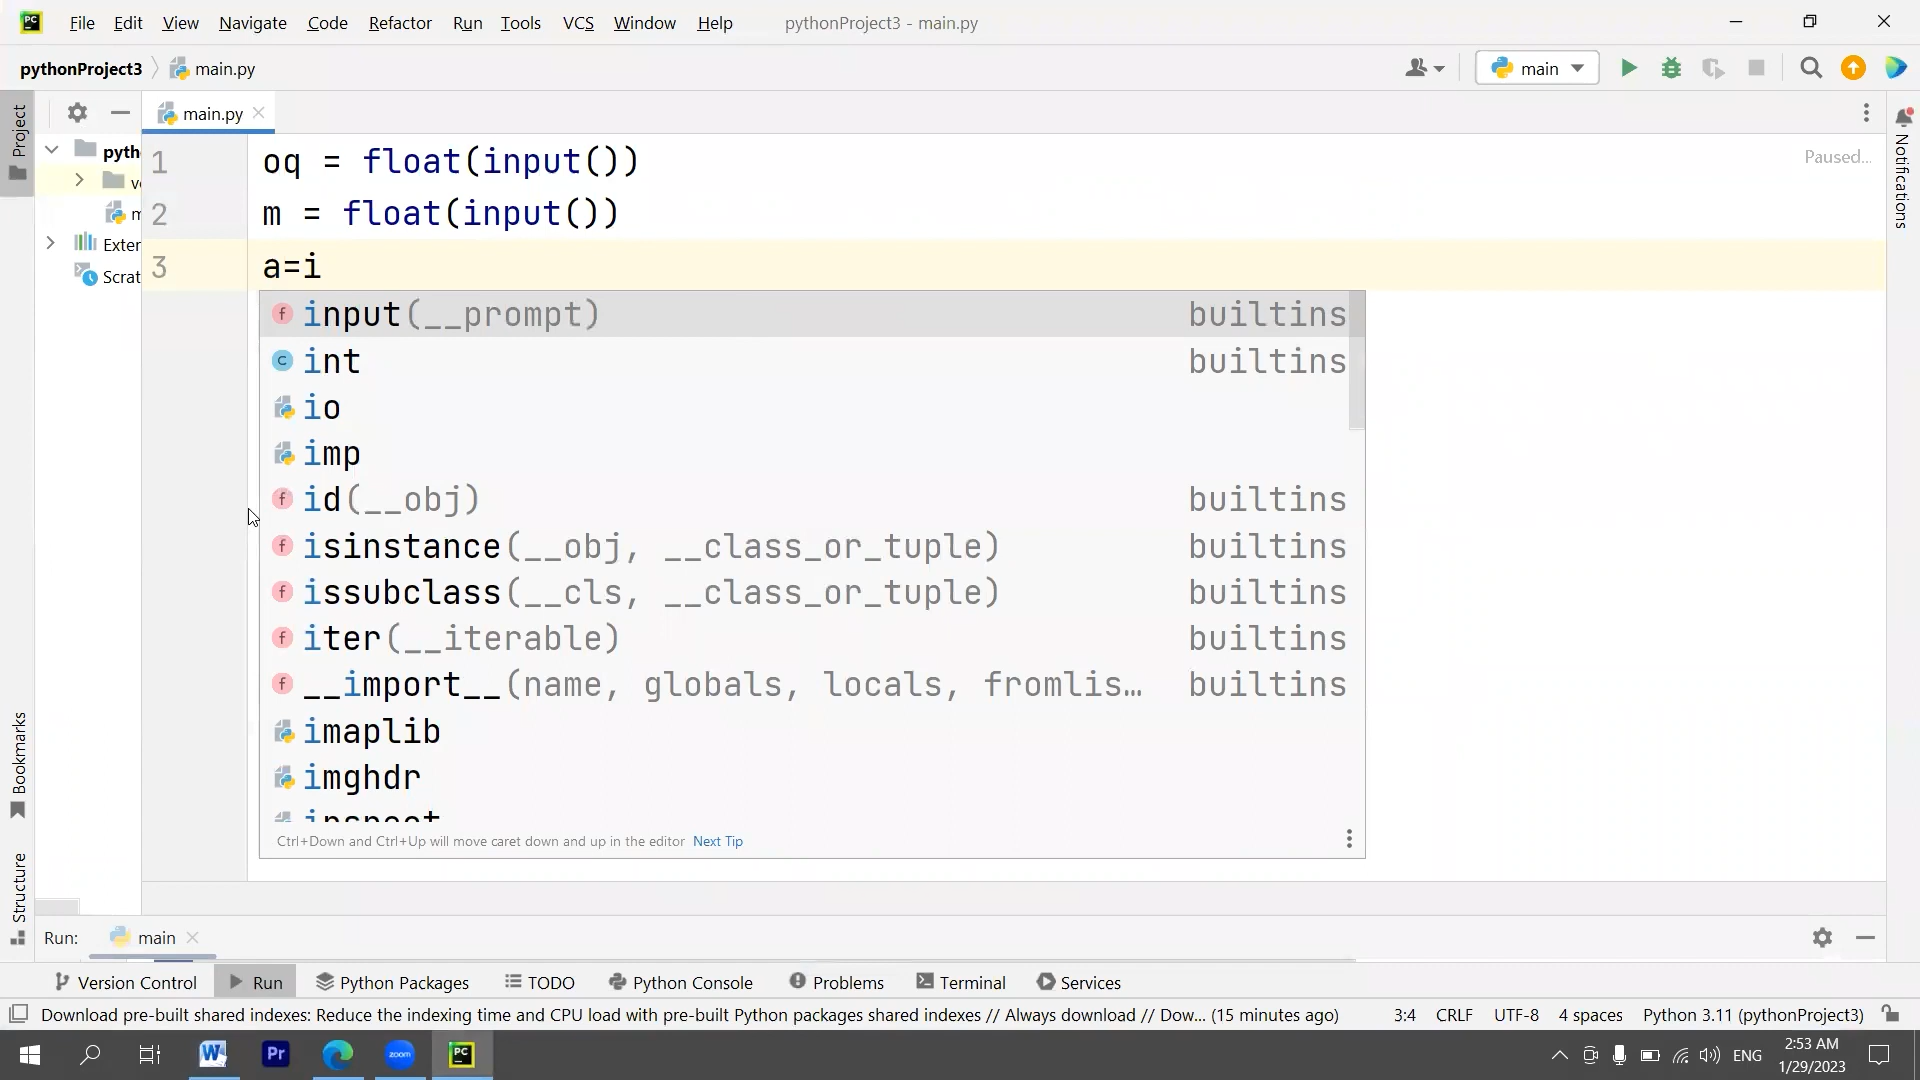 PC File Edit View Navigate Code Refactor Run Tools VCS Window Help pythonProject3 - main.py
pythonProject3 main.py main
Project main.py
Paused...
pyth
m
Exter
Scrat
1 oq = float(input())
2 m = float(input())
3 a=i
input(__prompt) builtins
int builtins
io
imp
id(__obj) builtins
isinstance(__obj, __class_or_tuple) builtins
issubclass(__cls, __class_or_tuple) builtins
iter(__iterable) builtins
__import__(name, globals, locals, fromlis… builtins
imaplib
imghdr
inspect
Ctrl+Down and Ctrl+Up will move caret down and up in the editor Next Tip
Notifications
Bookmarks
Structure
Run: main
Version Control Run Python Packages TODO Python Console Problems Terminal Services
Download pre-built shared indexes: Reduce the indexing time and CPU load with pre-built Python packages shared indexes // Always download // Dow... (15 minutes ago) 3:4 CRLF UTF-8 4 spaces Python 3.11 (pythonProject3)
W Pr zoom PC ENG 2:53 AM
1/29/2023